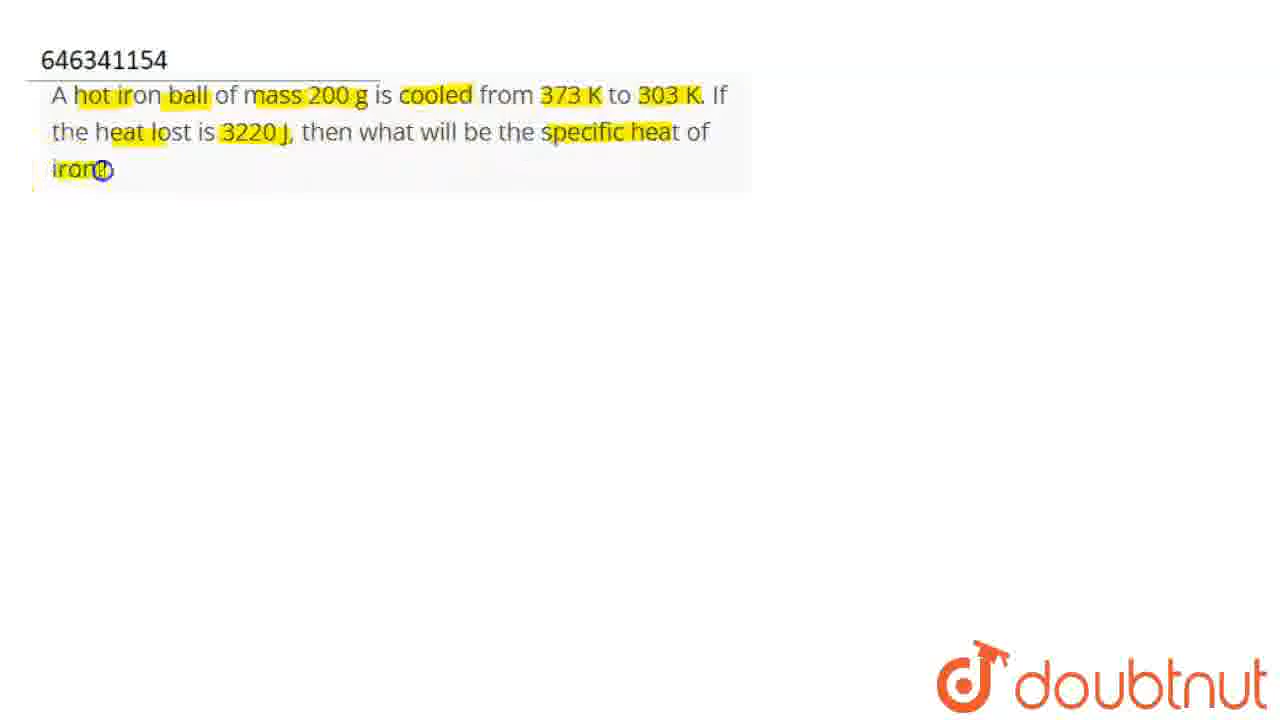 646341154
A hot iron ball of mass 200 g is cooled from 373 K to 303 K. If
the heat lost is 3220 J, then what will be the specific heat of
iron?
doubtnut